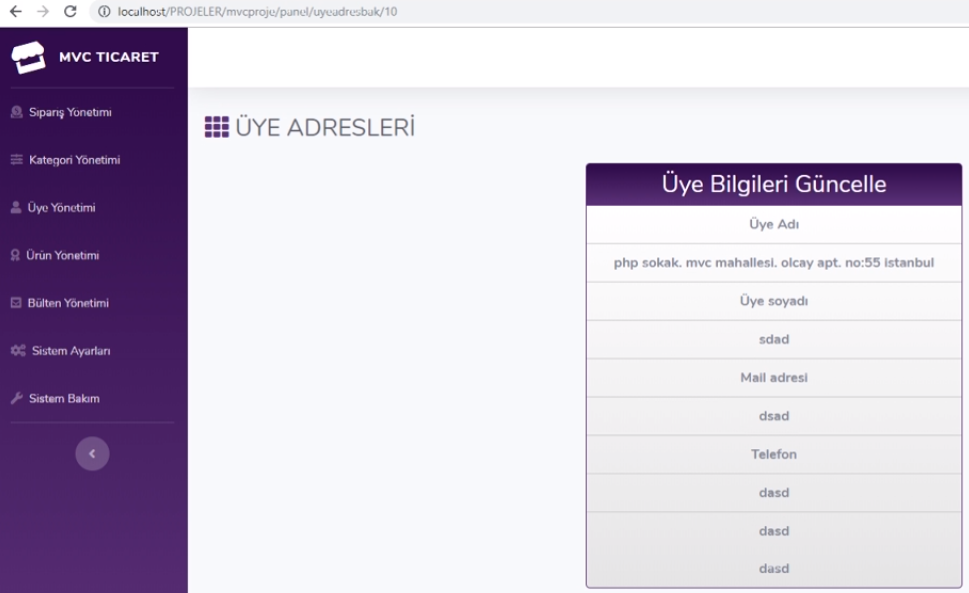 localhost/PROJELER/mvcproje/panel/uyeadresbak/10
MVC TICARET
Sipariş Yönetimi
Kategori Yönetimi
Üye Yönetimi
Ürün Yönetimi
Bülten Yönetimi
Sistem Ayarları
Sistem Bakım
ÜYE ADRESLERİ
Üye Bilgileri Güncelle
Üye Adı
php sokak. mvc mahallesi. olcay apt. no:55 istanbul
Üye soyadı
sdad
Mail adresi
dsad
Telefon
dasd
dasd
dasd